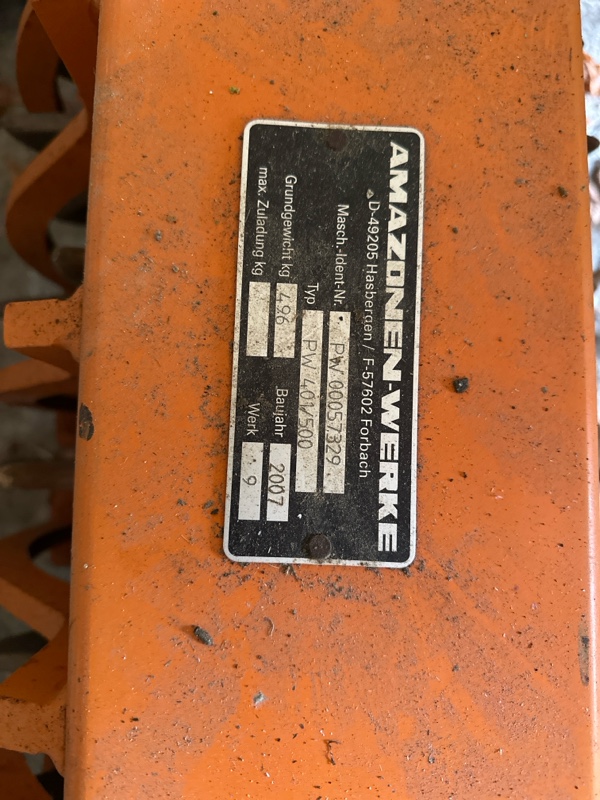 AMAZONEN-WERKE
D-49205 Hasbergen / F-57602 Forbach
Masch.-Ident-Nr. PW 00057329
Typ PW 401/500
Grundgewicht kg 496 Baujahr 2007
max. Zuladung kg Werk 9